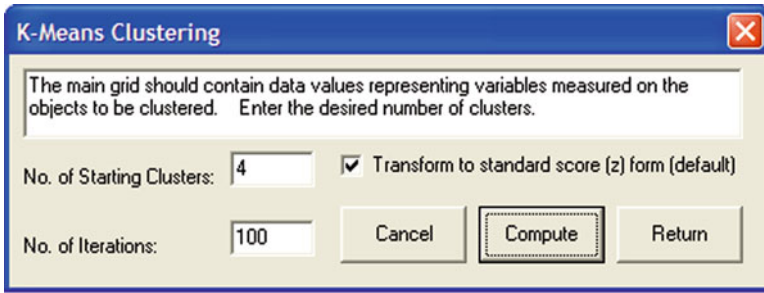 K-Means Clustering
The main grid should contain data values representing variables measured on the
objects to be clustered. Enter the desired number of clusters.
No. of Starting Clusters: 4
Transform to standard score (z) form (default)
No. of Iterations: 100
Cancel
Compute
Return